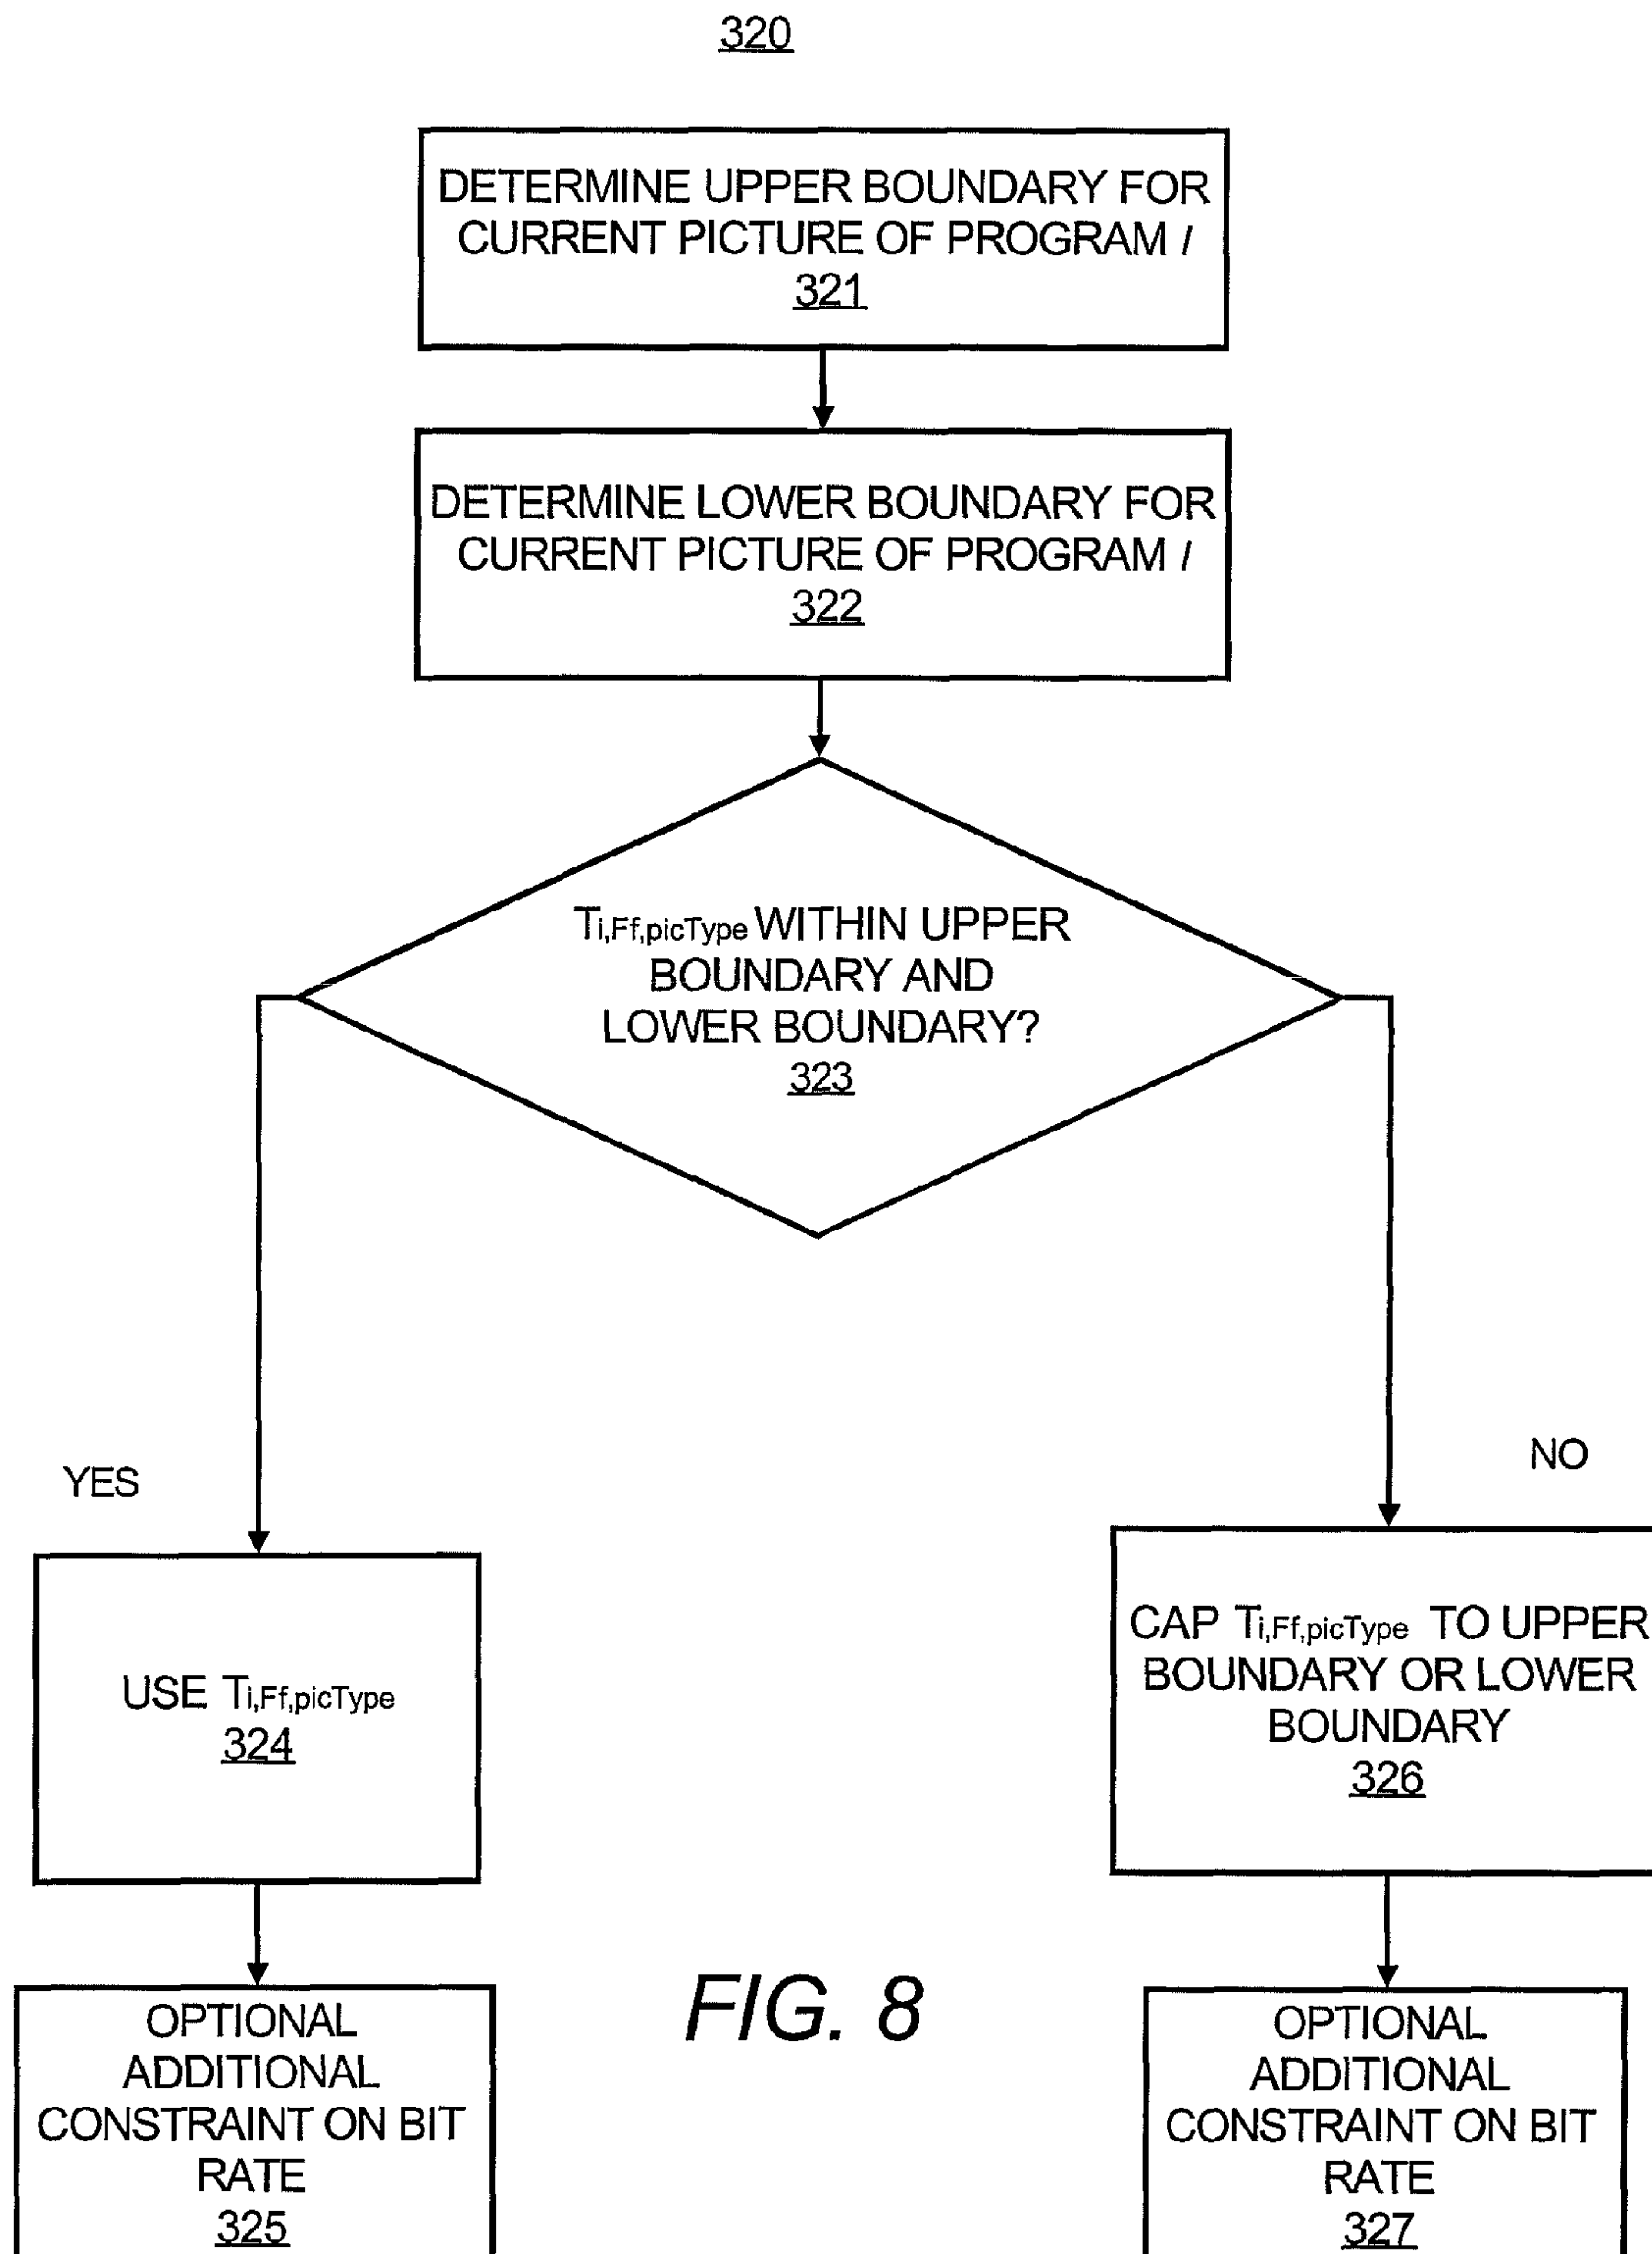 320
DETERMINE UPPER BOUNDARY FOR
CURRENT PICTURE OF PROGRAM I
321
DETERMINE LOWER BOUNDARY FOR
CURRENT PICTURE OF PROGRAM I
322
Ti,Ff,picType WITHIN UPPER
BOUNDARY AND
LOWER BOUNDARY?
323
YES
NO
USE Ti,Ff,picType
324
CAP Ti,Ff,picType TO UPPER
BOUNDARY OR LOWER
BOUNDARY
326
OPTIONAL
ADDITIONAL
CONSTRAINT ON BIT
RATE
325
FIG. 8
OPTIONAL
ADDITIONAL
CONSTRAINT ON BIT
RATE
327